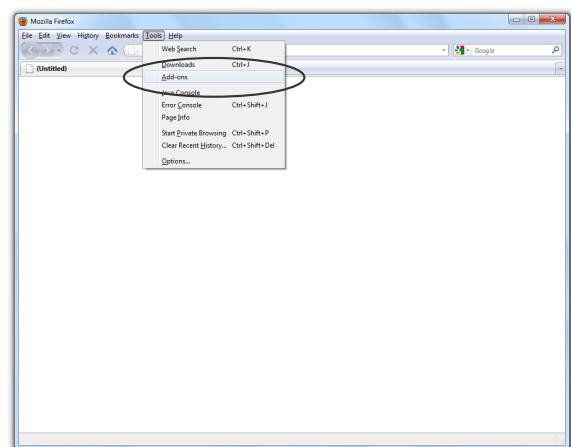 Mozilla Firefox
File Edit View History Bookmarks Tools Help
Google
(Untitled)
Web Search Ctrl+K
Downloads Ctrl+J
Add-ons
Java Console
Error Console Ctrl+Shift+J
Page Info
Start Private Browsing Ctrl+Shift+P
Clear Recent History... Ctrl+Shift+Del
Options...